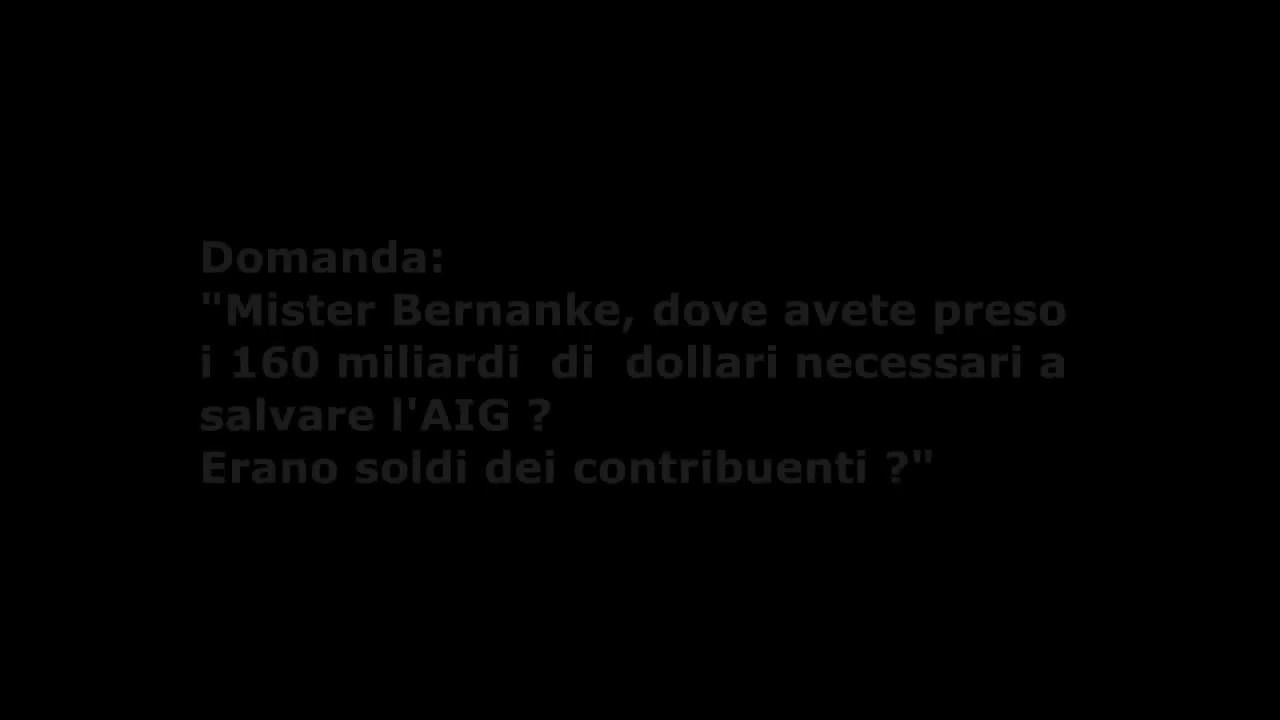 Domanda:
"Mister Bernanke, dove avete preso
i 160 miliardi di dollari necessari a
salvare l'AIG ?
Erano soldi dei contribuenti ?"